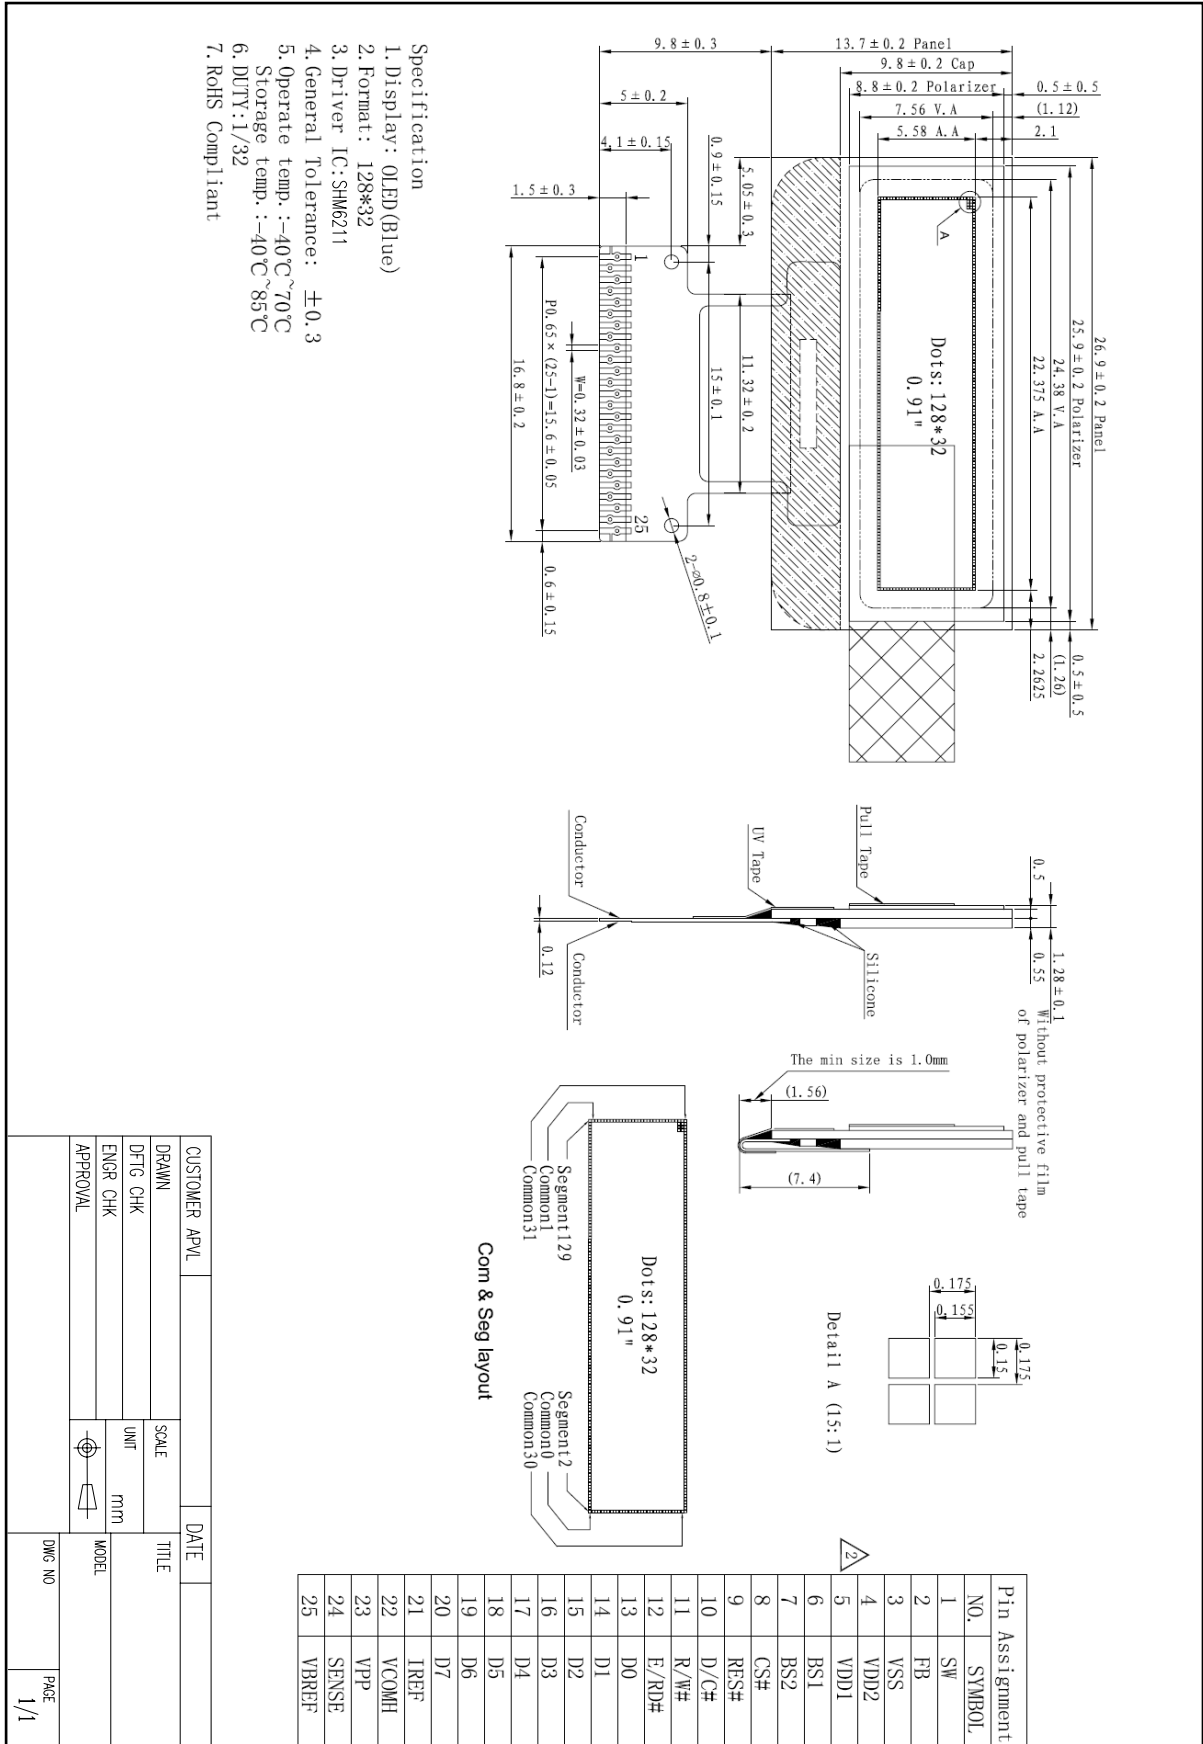 26.9±0.2 Panel
25.9±0.2 Polarizer
24.38 V.A
22.375 A.A
0.5±0.5
(1.26)
2.2625
13.7±0.2 Panel
9.8±0.2 Cap
8.8±0.2 Polarizer
0.5±0.5
7.56 V.A
(1.12)
5.58 A.A
2.1
9.8±0.3
5±0.2
4.1±0.15
1.5±0.3
0.9±0.15
5.05±0.3
A
Dots:128*32
0.91"
11.32±0.2
15±0.1
1
25
2-⌀0.8±0.1
W=0.32±0.03
P0.65×(25-1)=15.6±0.05
16.8±0.2
0.6±0.15
Specification
1.Display: OLED(Blue)
2.Format: 128*32
3.Driver IC:SHM6211
4.General Tolerance: ±0.3
5.Operate temp.:-40℃~70℃
Storage temp.:-40℃~85℃
6.DUTY:1/32
7.RoHS Compliant
0.5
1.28±0.1
0.55
Without protective film
of polarizer and pull tape
Pull Tape
UV Tape
Silicone
Conductor
Conductor
0.12
The min size is 1.0mm
(1.56)
(7.4)
0.175
0.155
0.175
0.15
Detail A (15:1)
Dots:128*32
0.91"
Segment129
Common1
Common31
Segment2
Common0
Common30
Com & Seg layout
2
Pin Assignment
NO. SYMBOL
1 SW
2 FB
3 VSS
4 VDD2
5 VDD1
6 BS1
7 BS2
8 CS#
9 RES#
10 D/C#
11 R/W#
12 E/RD#
13 D0
14 D1
15 D2
16 D3
17 D4
18 D5
19 D6
20 D7
21 IREF
22 VCOMH
23 VPP
24 SENSE
25 VBREF
CUSTOMER APVL
DATE
DRAWN
SCALE
TITLE
DFTG CHK
UNIT
mm
ENGR CHK
MODEL
APPROVAL
DWG NO
PAGE
1/1